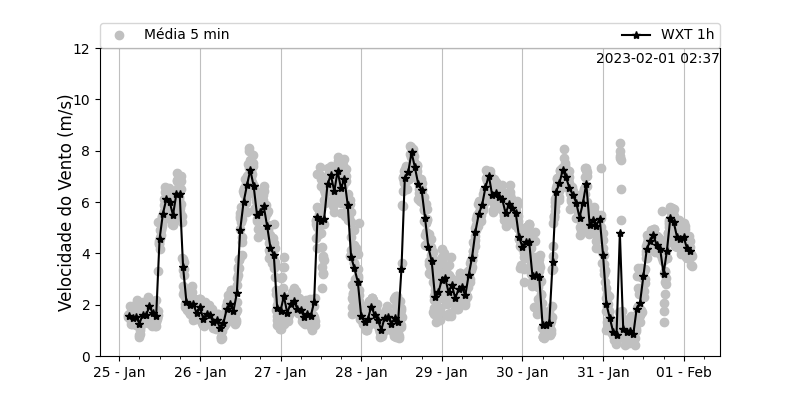 Média 5 min WXT 1h
2023-02-01 02:37
Velocidade do Vento (m/s)
12
10
8
6
4
2
0
25 - Jan 26 - Jan 27 - Jan 28 - Jan 29 - Jan 30 - Jan 31 - Jan 01 - Feb